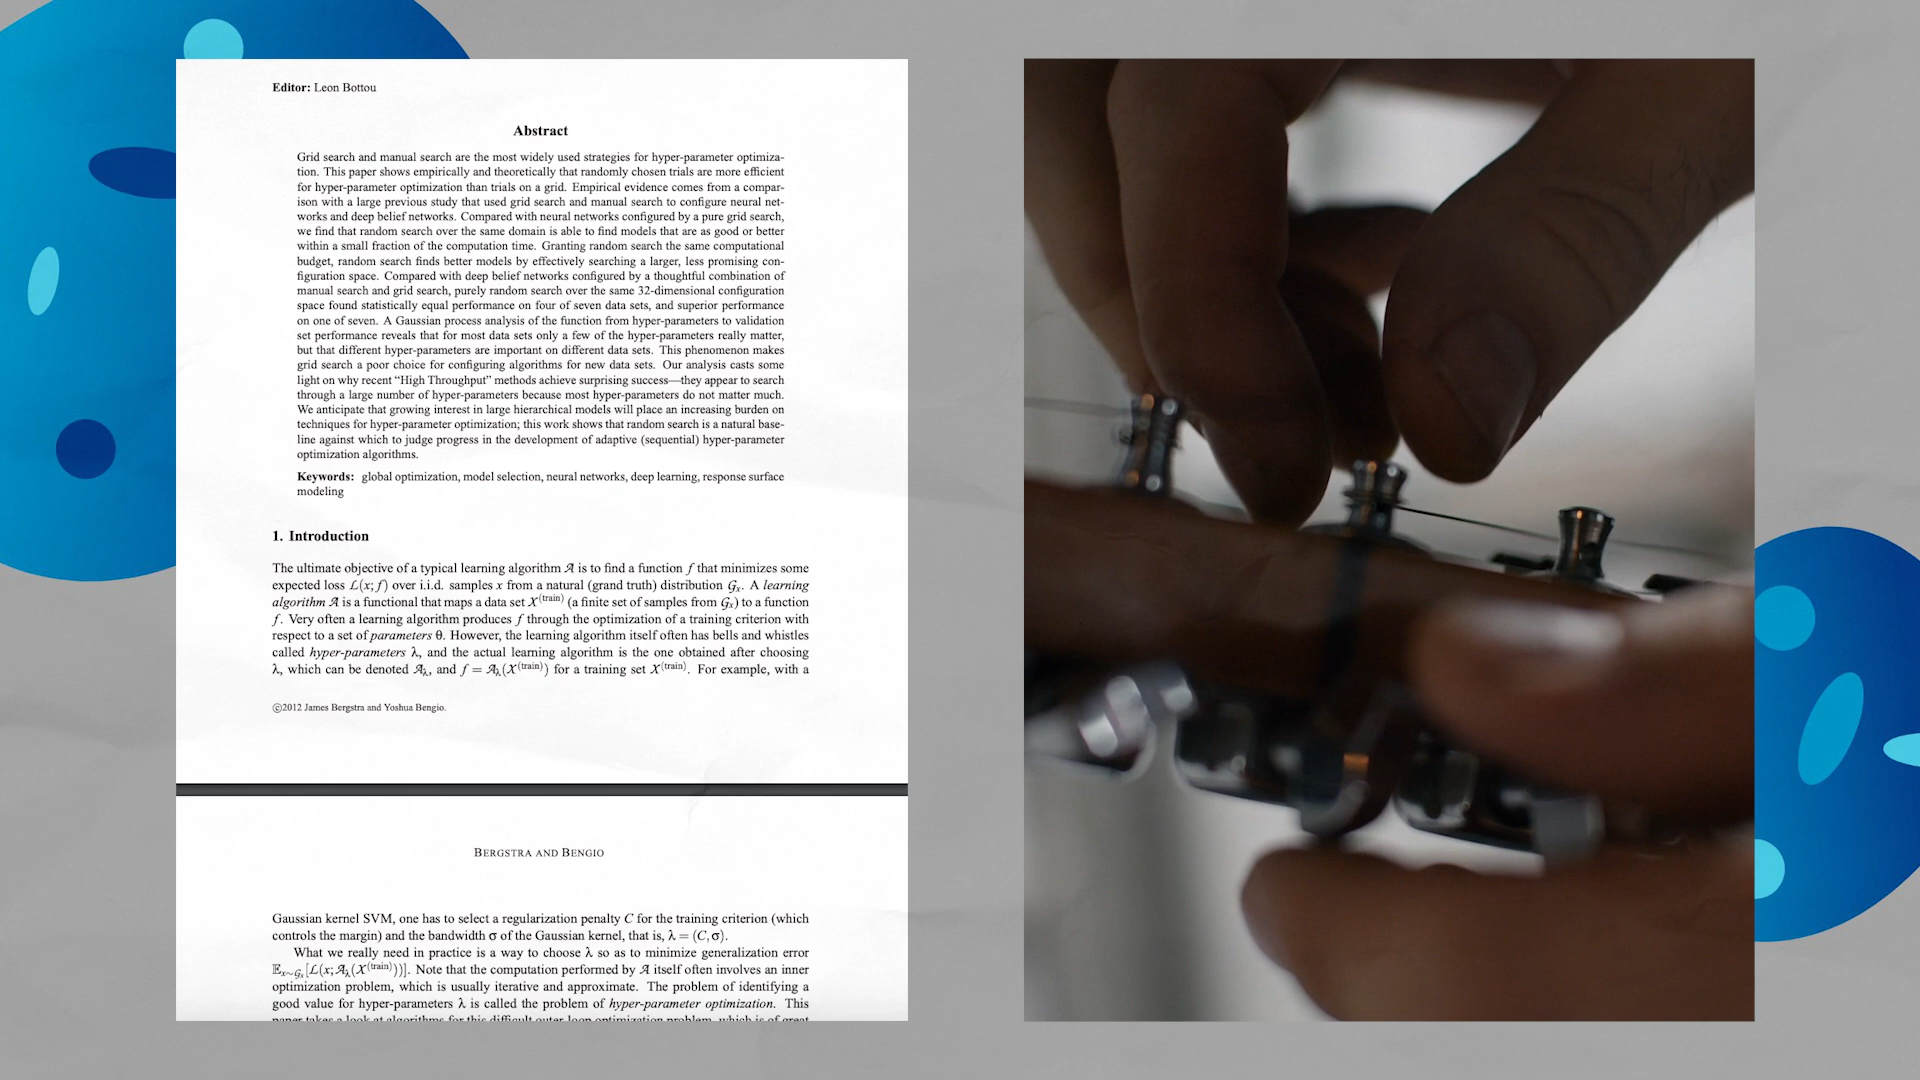 Editor: Leon Bottou
Abstract
Grid search and manual search are the most widely used strategies for hyper-parameter optimiza-
tion. This paper shows empirically and theoretically that randomly chosen trials are more efficient
for hyper-parameter optimization than trials on a grid. Empirical evidence comes from a compar-
ison with a large previous study that used grid search and manual search to configure neural net-
works and deep belief networks. Compared with neural networks configured by a pure grid search,
we find that random search over the same domain is able to find models that are as good or better
within a small fraction of the computation time. Granting random search the same computational
budget, random search finds better models by effectively searching a larger, less promising con-
figuration space. Compared with deep belief networks configured by a thoughtful combination of
manual search and grid search, purely random search over the same 32-dimensional configuration
space found statistically equal performance on four of seven data sets, and superior performance
on one of seven. A Gaussian process analysis of the function from hyper-parameters to validation
set performance reveals that for most data sets only a few of the hyper-parameters really matter,
but that different hyper-parameters are important on different data sets. This phenomenon makes
grid search a poor choice for configuring algorithms for new data sets. Our analysis casts some
light on why recent “High Throughput” methods achieve surprising success—they appear to search
through a large number of hyper-parameters because most hyper-parameters do not matter much.
We anticipate that growing interest in large hierarchical models will place an increasing burden on
techniques for hyper-parameter optimization; this work shows that random search is a natural base-
line against which to judge progress in the development of adaptive (sequential) hyper-parameter
optimization algorithms.
Keywords: global optimization, model selection, neural networks, deep learning, response surface
modeling
1. Introduction
The ultimate objective of a typical learning algorithm 𝒜 is to find a function f that minimizes some
expected loss ℒ(x; f) over i.i.d. samples x from a natural (grand truth) distribution 𝒢ₓ. A learning
algorithm 𝒜 is a functional that maps a data set X^(train) (a finite set of samples from 𝒢ₓ) to a function
f. Very often a learning algorithm produces f through the optimization of a training criterion with
respect to a set of parameters θ. However, the learning algorithm itself often has bells and whistles
called hyper-parameters λ, and the actual learning algorithm is the one obtained after choosing
λ, which can be denoted 𝒜_λ, and f = 𝒜_λ(X^(train)) for a training set X^(train). For example, with a
©2012 James Bergstra and Yoshua Bengio.
BERGSTRA AND BENGIO
Gaussian kernel SVM, one has to select a regularization penalty C for the training criterion (which
controls the margin) and the bandwidth σ of the Gaussian kernel, that is, λ = (C, σ).
What we really need in practice is a way to choose λ so as to minimize generalization error
𝔼_x∼𝒢ₓ[ℒ(x; 𝒜_λ(X^(train)))]. Note that the computation performed by 𝒜 itself often involves an inner
optimization problem, which is usually iterative and approximate. The problem of identifying a
good value for hyper-parameters λ is called the problem of hyper-parameter optimization. This
paper takes a look at algorithms for this difficult outer-loop optimization problem, which is of great